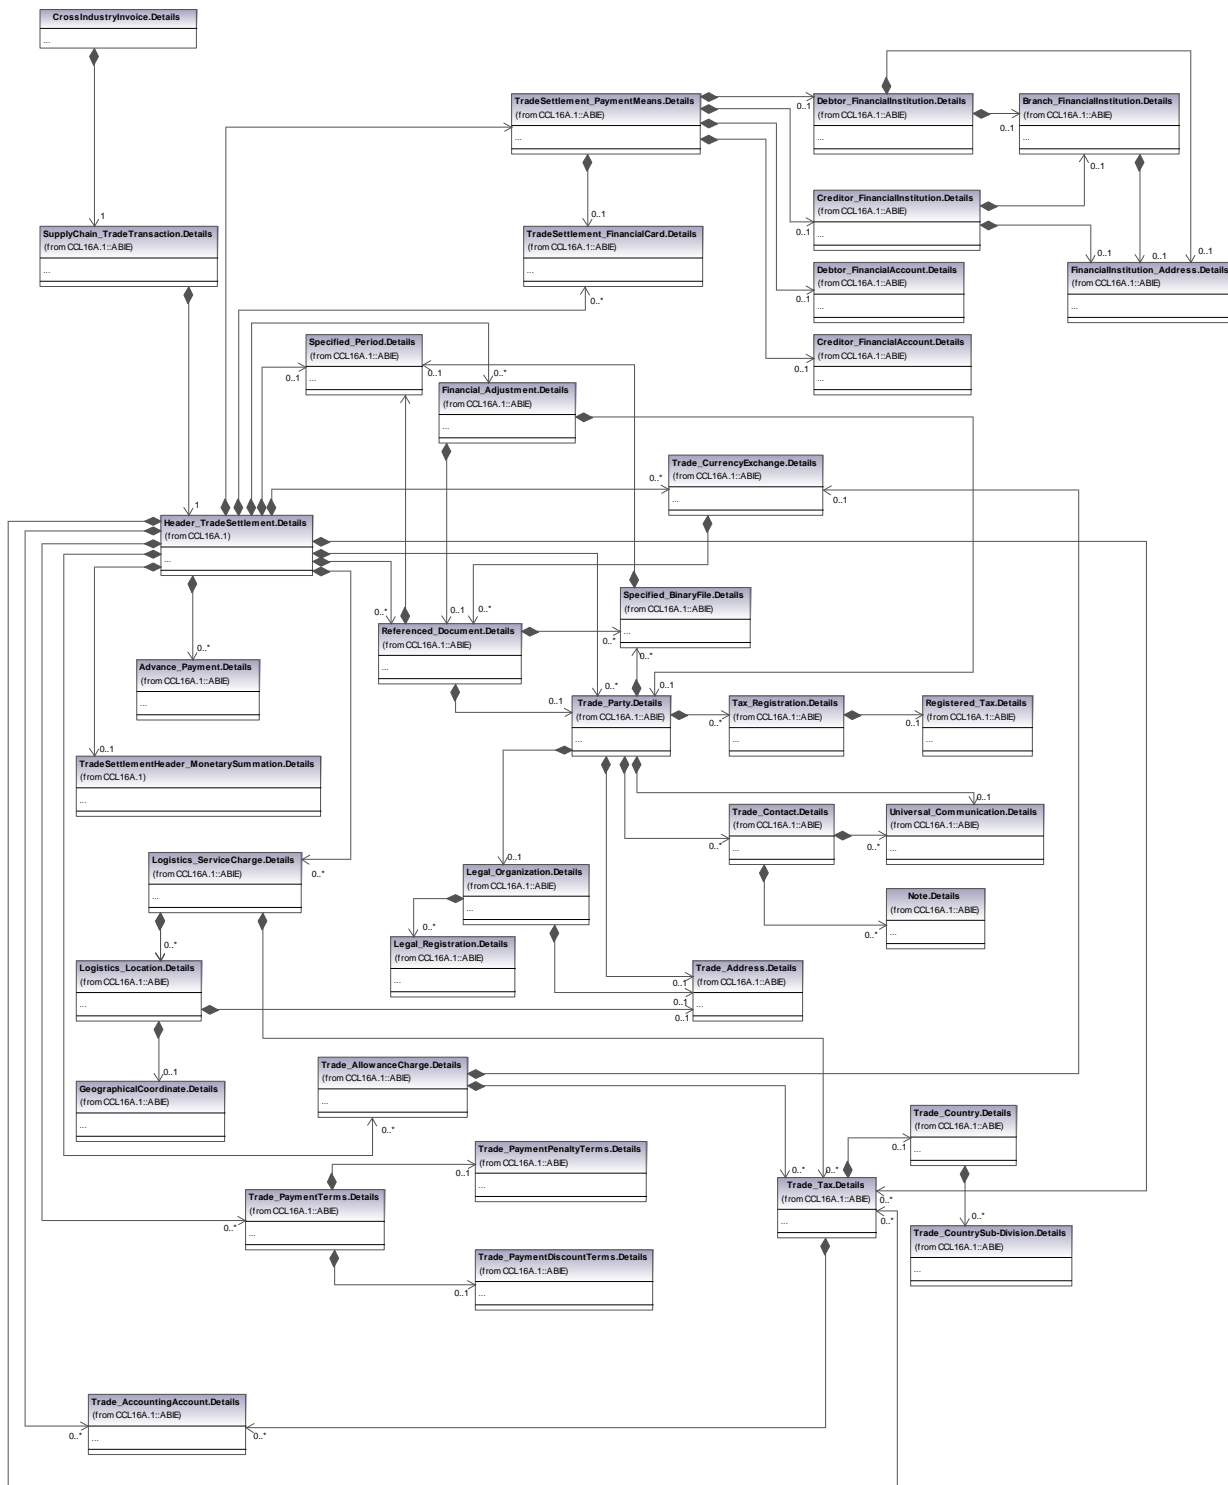 CrossIndustryInvoice.Details
...
1
SupplyChain_TradeTransaction.Details
(from CCL16A.1::ABIE)
...
TradeSettlement_PaymentMeans.Details
(from CCL16A.1::ABIE)
...
0..1
0..1
0..1
0..1
Debtor_FinancialInstitution.Details
(from CCL16A.1::ABIE)
...
0..1
Branch_FinancialInstitution.Details
(from CCL16A.1::ABIE)
...
0..1
Creditor_FinancialInstitution.Details
(from CCL16A.1::ABIE)
...
0..1
0..1
0..1
0..1
TradeSettlement_FinancialCard.Details
(from CCL16A.1::ABIE)
...
0..*
Debtor_FinancialAccount.Details
(from CCL16A.1::ABIE)
...
FinancialInstitution_Address.Details
(from CCL16A.1::ABIE)
...
Specified_Period.Details
(from CCL16A.1::ABIE)
...
0..1
0..1
Creditor_FinancialAccount.Details
(from CCL16A.1::ABIE)
...
0..*
Financial_Adjustment.Details
(from CCL16A.1::ABIE)
...
Trade_CurrencyExchange.Details
(from CCL16A.1::ABIE)
...
0..*
0..1
1
Header_TradeSettlement.Details
(from CCL16A.1)
...
0..*
0..1
0..*
Referenced_Document.Details
(from CCL16A.1::ABIE)
...
Specified_BinaryFile.Details
(from CCL16A.1::ABIE)
...
0..*
0..*
0..*
Advance_Payment.Details
(from CCL16A.1::ABIE)
...
0..1
0..*
0..1
Trade_Party.Details
(from CCL16A.1::ABIE)
...
0..*
Tax_Registration.Details
(from CCL16A.1::ABIE)
...
0..1
Registered_Tax.Details
(from CCL16A.1::ABIE)
...
0..1
TradeSettlementHeader_MonetarySummation.Details
(from CCL16A.1)
...
0..1
Trade_Contact.Details
(from CCL16A.1::ABIE)
...
0..*
0..*
Universal_Communication.Details
(from CCL16A.1::ABIE)
...
Logistics_ServiceCharge.Details
(from CCL16A.1::ABIE)
...
0..*
0..1
Legal_Organization.Details
(from CCL16A.1::ABIE)
...
Note.Details
(from CCL16A.1::ABIE)
...
0..*
0..*
Legal_Registration.Details
(from CCL16A.1::ABIE)
...
0..*
Logistics_Location.Details
(from CCL16A.1::ABIE)
...
Trade_Address.Details
(from CCL16A.1::ABIE)
...
0..1
0..1
0..1
0..1
GeographicalCoordinate.Details
(from CCL16A.1::ABIE)
...
Trade_AllowanceCharge.Details
(from CCL16A.1::ABIE)
...
0..*
Trade_Country.Details
(from CCL16A.1::ABIE)
...
0..1
Trade_PaymentPenaltyTerms.Details
(from CCL16A.1::ABIE)
...
0..1
0..*
0..*
Trade_Tax.Details
(from CCL16A.1::ABIE)
...
0..*
0..*
Trade_PaymentTerms.Details
(from CCL16A.1::ABIE)
...
0..*
0..*
Trade_CountrySub-Division.Details
(from CCL16A.1::ABIE)
...
Trade_PaymentDiscountTerms.Details
(from CCL16A.1::ABIE)
...
0..1
Trade_AccountingAccount.Details
(from CCL16A.1::ABIE)
...
0..*
0..*